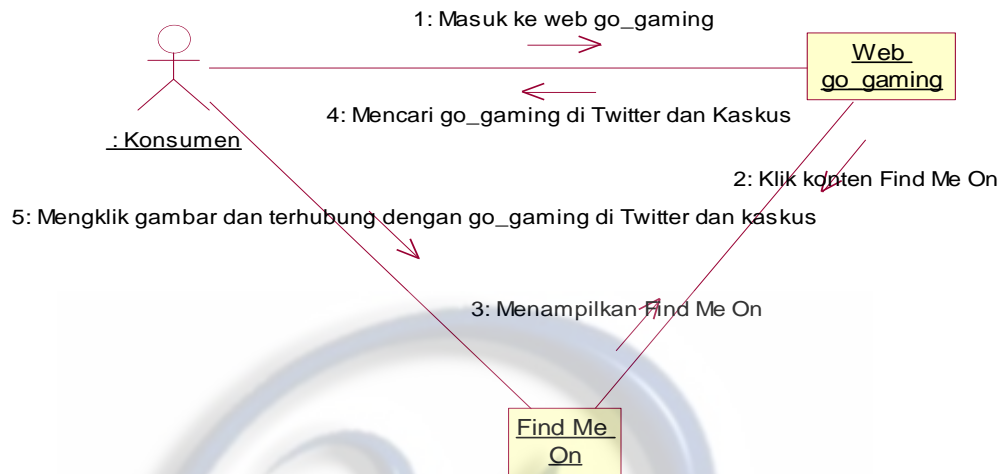 1: Masuk ke web go_gaming
Web
go_gaming
4: Mencari go_gaming di Twitter dan Kaskus
: Konsumen
2: Klik konten Find Me On
5: Mengklik gambar dan terhubung dengan go_gaming di Twitter dan kaskus
3: Menampilkan Find Me On
Find Me
On